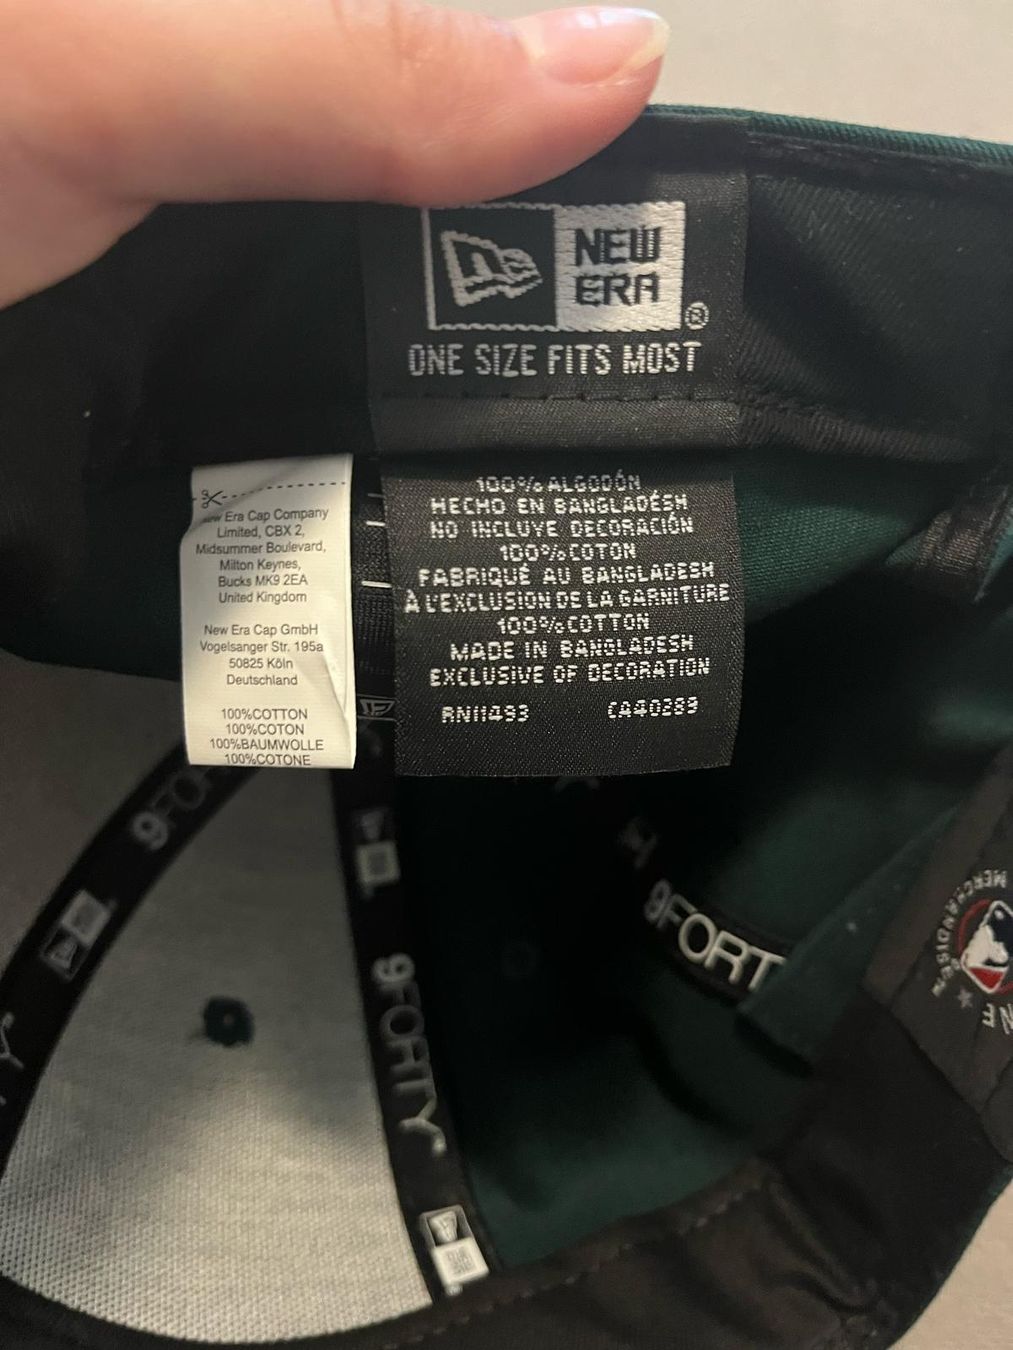 NEW
ERA
®
ONE SIZE FITS MOST
New Era Cap Company
Limited, CBX 2,
Midsummer Boulevard,
Milton Keynes,
Bucks MK9 2EA
United Kingdom
New Era Cap GmbH
Vogelsanger Str. 195a
50825 Köln
Deutschland
100%COTTON
100%COTON
100%BAUMWOLLE
100%COTONE
100% ALGODÓN
HECHO EN BANGLADÉSH
NO INCLUYE DECORACIÓN
100%COTON
FABRIQUÉ AU BANGLADESH
À L'EXCLUSION DE LA GARNITURE
100%COTTON
MADE IN BANGLADESH
EXCLUSIVE OF DECORATION
RN11493 CA40289
9FORTY
9FORTY
9FORT
MERCHANDISE